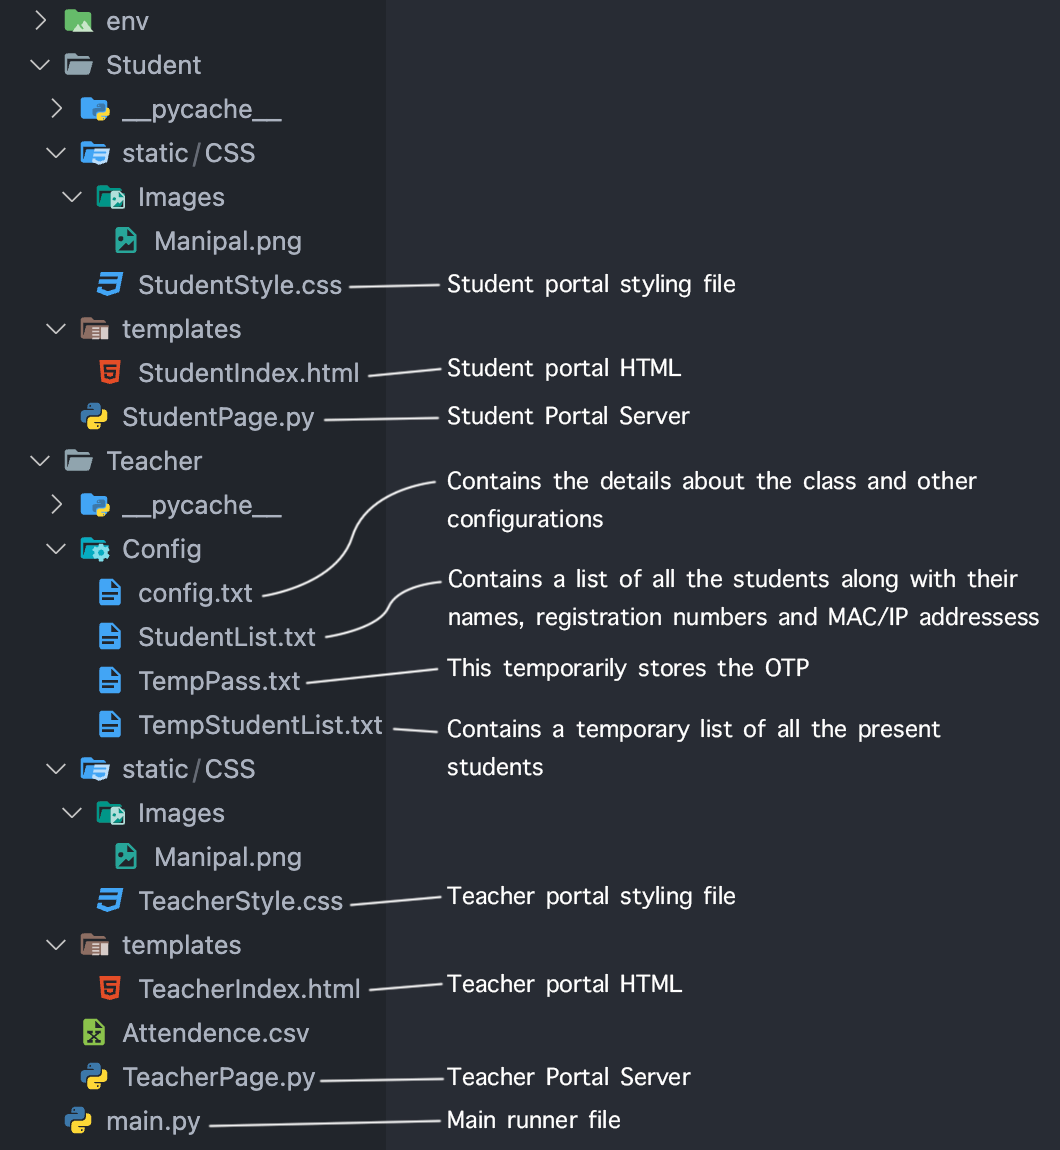 env
Student
__pycache__
static/CSS
Images
Manipal.png
StudentStyle.css Student portal styling file
templates
StudentIndex.html Student portal HTML
StudentPage.py Student Portal Server
Teacher
__pycache__
Config
config.txt Contains the details about the class and other
configurations
StudentList.txt Contains a list of all the students along with their
names, registration numbers and MAC/IP addressess
TempPass.txt This temporarily stores the OTP
TempStudentList.txt Contains a temporary list of all the present
students
static/CSS
Images
Manipal.png
TeacherStyle.css Teacher portal styling file
templates
TeacherIndex.html Teacher portal HTML
Attendence.csv
TeacherPage.py Teacher Portal Server
main.py Main runner file